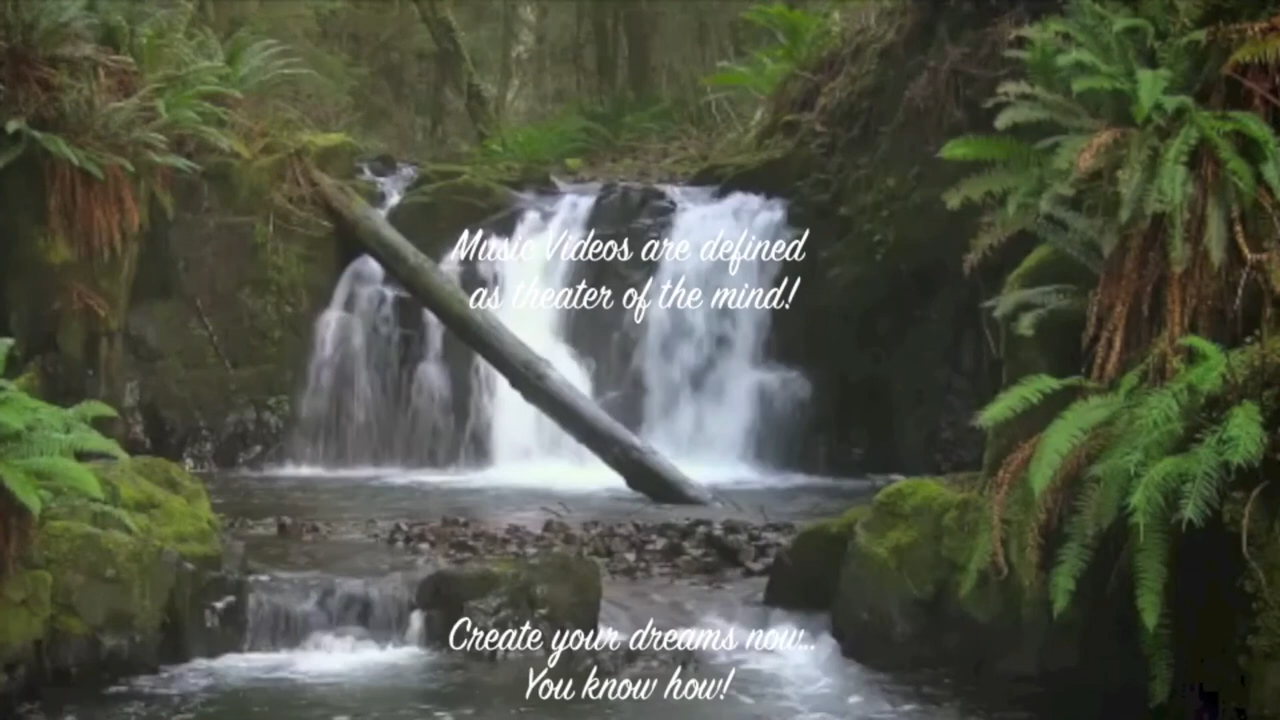 Music Videos are defined
as theater of the mind!
Create your dreams now...
You know how!